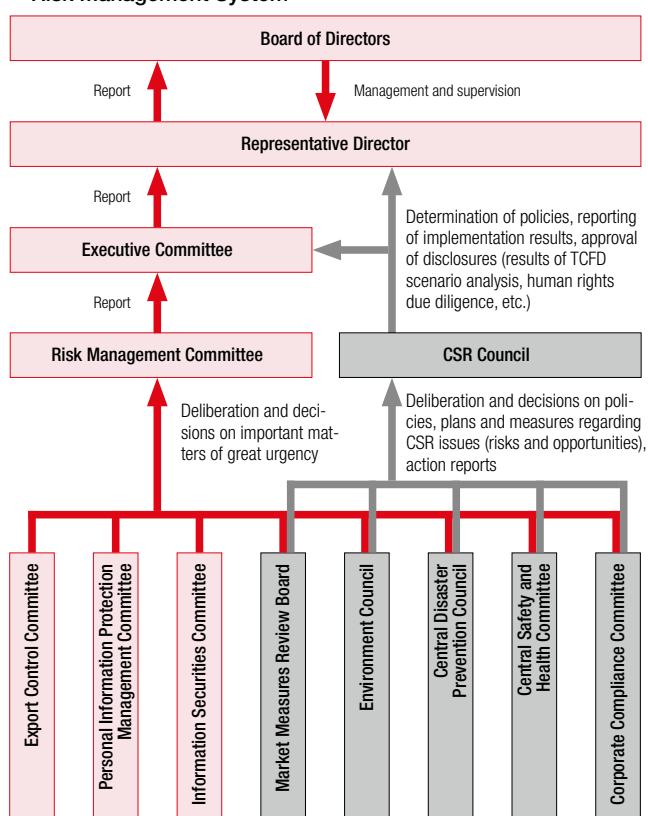 Risk Management System
Board of Directors
Report
Management and supervision
Representative Director
Report
Determination of policies, reporting
of implementation results, approval
of disclosures (results of TCFD
scenario analysis, human rights
due diligence, etc.)
Executive Committee
Report
Risk Management Committee
CSR Council
Deliberation and deci-
sions on important mat-
ters of great urgency
Deliberation and decisions on poli-
cies, plans and measures regarding
CSR issues (risks and opportunities),
action reports
Export Control Committee
Personal Information Protection
Management Committee
Information Securities Committee
Market Measures Review Board
Environment Council
Central Disaster
Prevention Council
Central Safety and
Health Committee
Corporate Compliance Committee